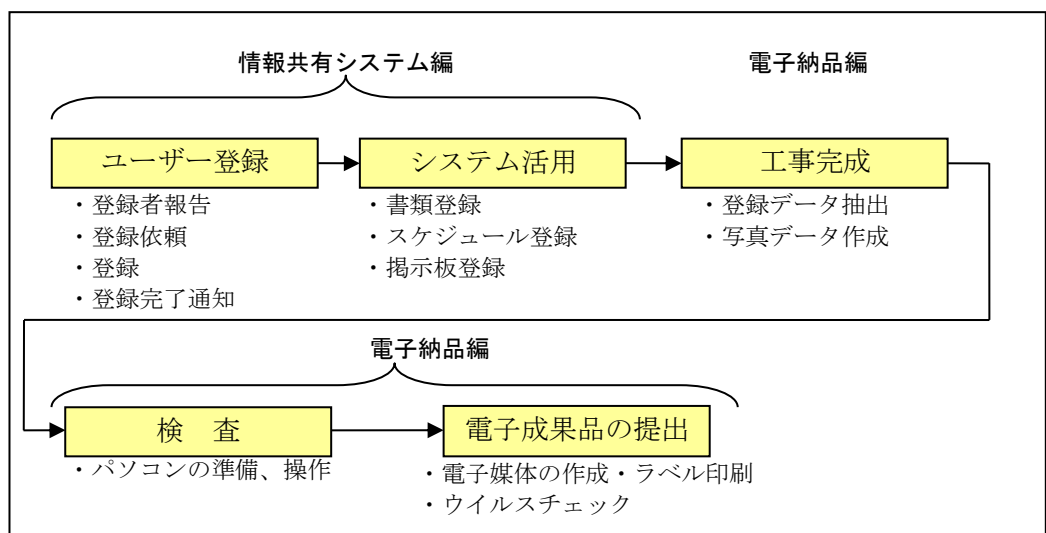 情報共有システム編
電子納品編
ユーザー登録
システム活用
工事完成
・登録者報告
・登録依頼
・登録
・登録完了通知
・書類登録
・スケジュール登録
・掲示板登録
・登録データ抽出
・写真データ作成
電子納品編
検　査
電子成果品の提出
・パソコンの準備、操作
・電子媒体の作成・ラベル印刷
・ウイルスチェック